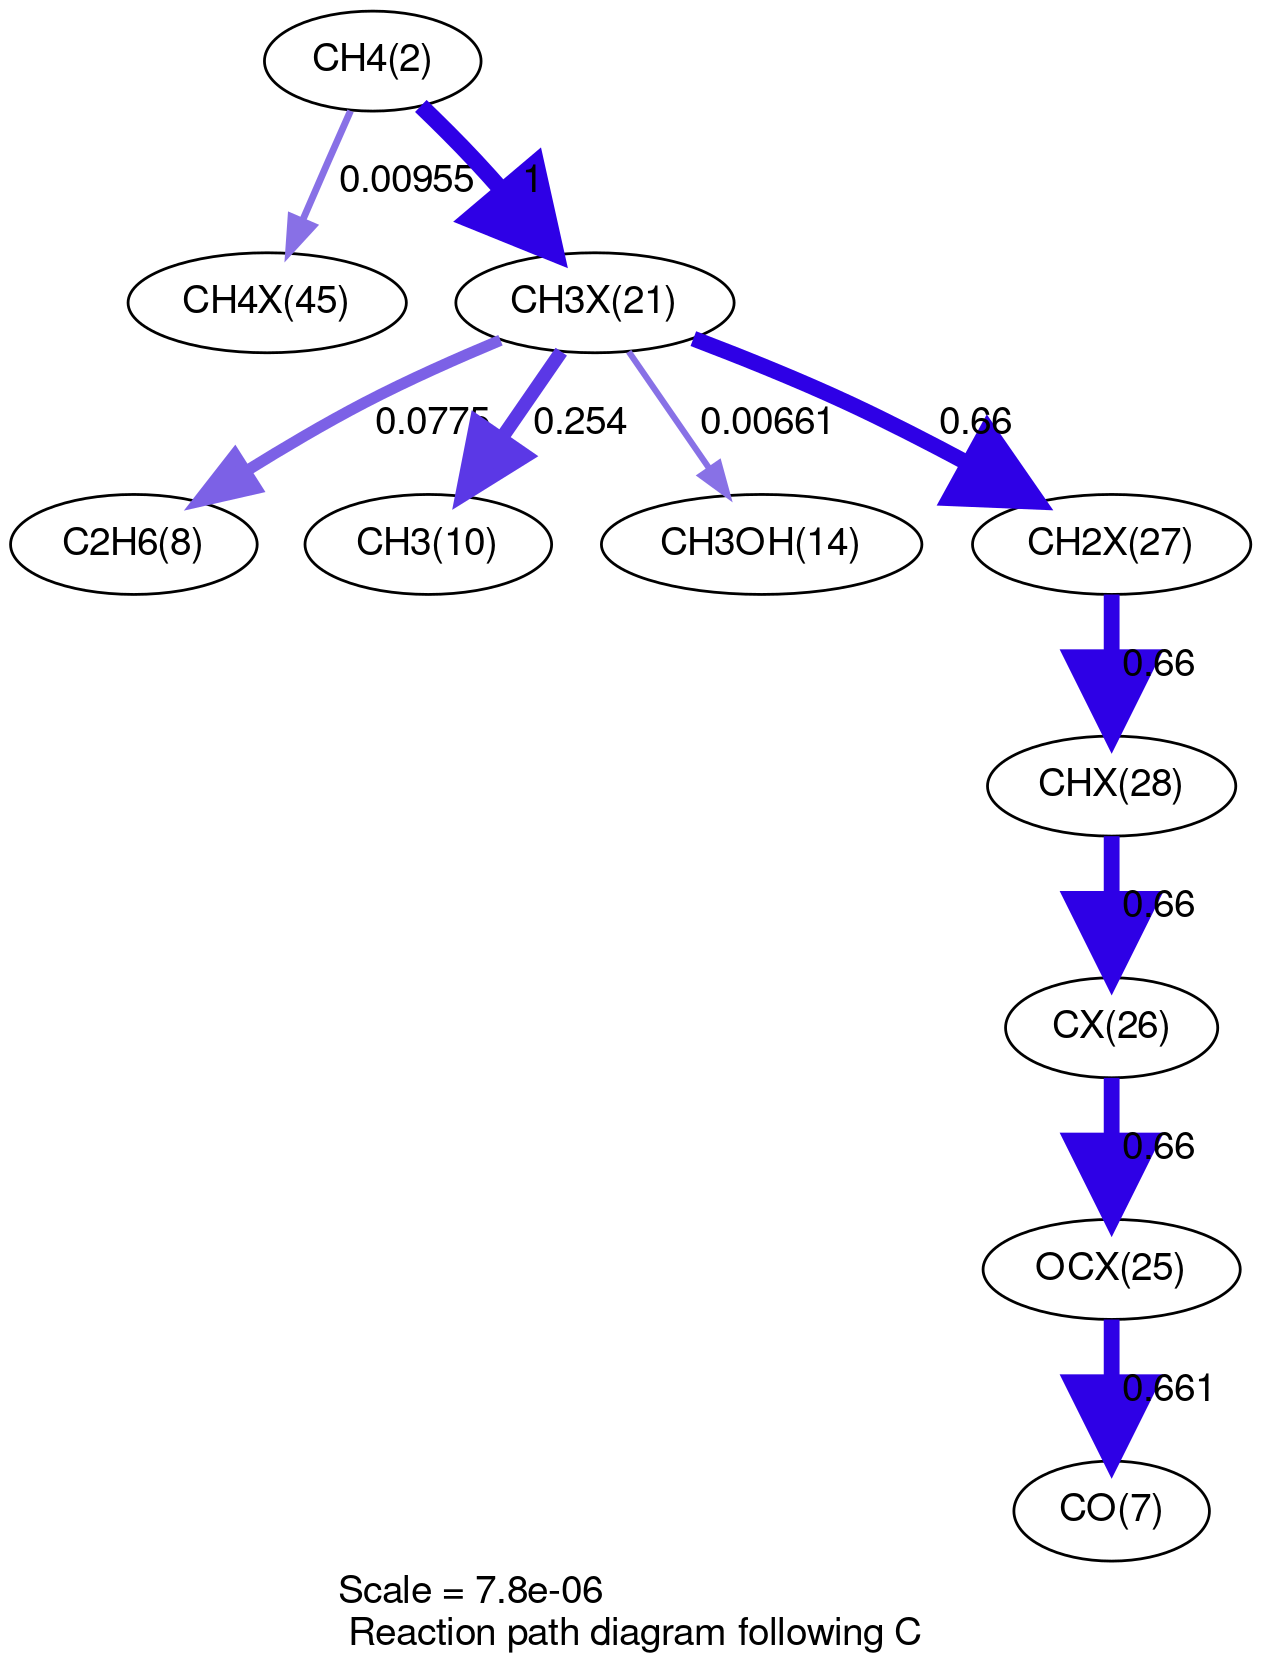 CH4(2)
0.00955
1
CH4X(45)
CH3X(21)
0.0775
0.254
0.00661
0.66
C2H6(8)
CH3(10)
CH3OH(14)
CH2X(27)
0.66
CHX(28)
0.66
CX(26)
0.66
OCX(25)
0.661
CO(7)
Scale = 7.8e-06
Reaction path diagram following C